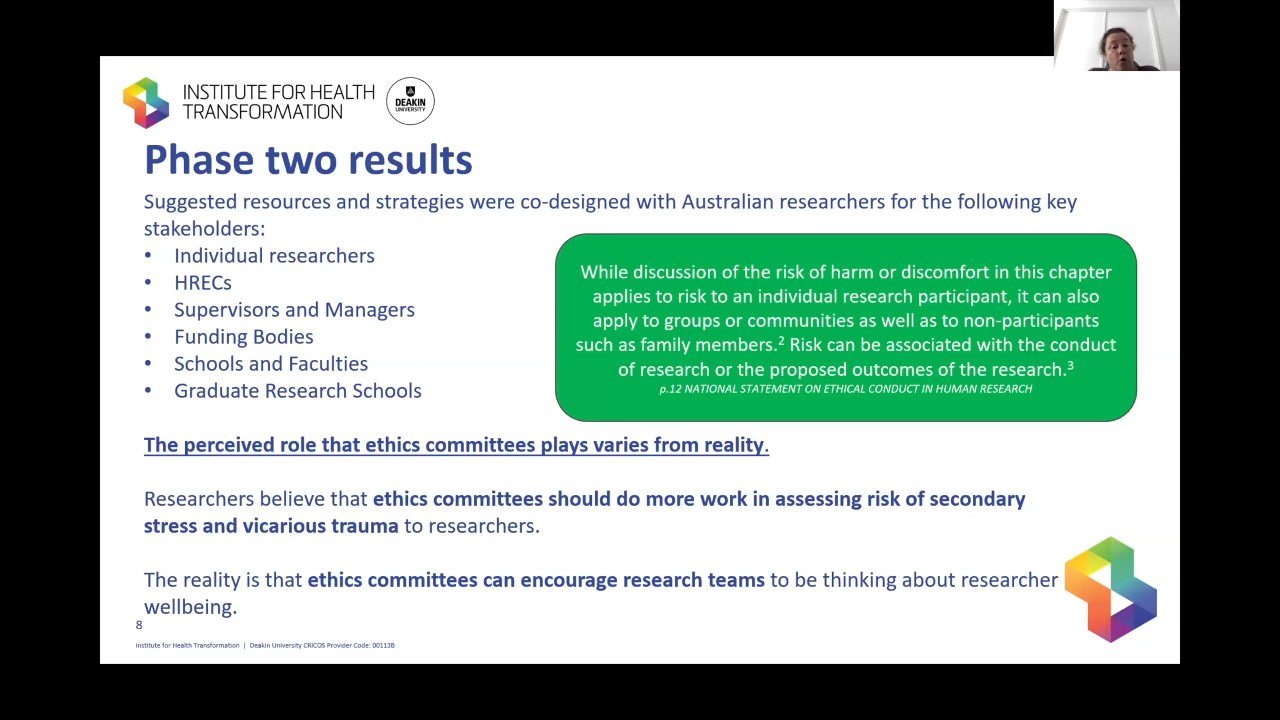 INSTITUTE FOR HEALTH
TRANSFORMATION
DEAKIN
UNIVERSITY
Phase two results
Suggested resources and strategies were co-designed with Australian researchers for the following key
stakeholders:
• Individual researchers
• HRECs
• Supervisors and Managers
• Funding Bodies
• Schools and Faculties
• Graduate Research Schools
While discussion of the risk of harm or discomfort in this chapter
applies to risk to an individual research participant, it can also
apply to groups or communities as well as to non-participants
such as family members.² Risk can be associated with the conduct
of research or the proposed outcomes of the research.³
p.12 NATIONAL STATEMENT ON ETHICAL CONDUCT IN HUMAN RESEARCH
The perceived role that ethics committees plays varies from reality.
Researchers believe that ethics committees should do more work in assessing risk of secondary
stress and vicarious trauma to researchers.
The reality is that ethics committees can encourage research teams to be thinking about researcher
wellbeing.
8
Institute for Health Transformation | Deakin University CRICOS Provider Code: 00113B